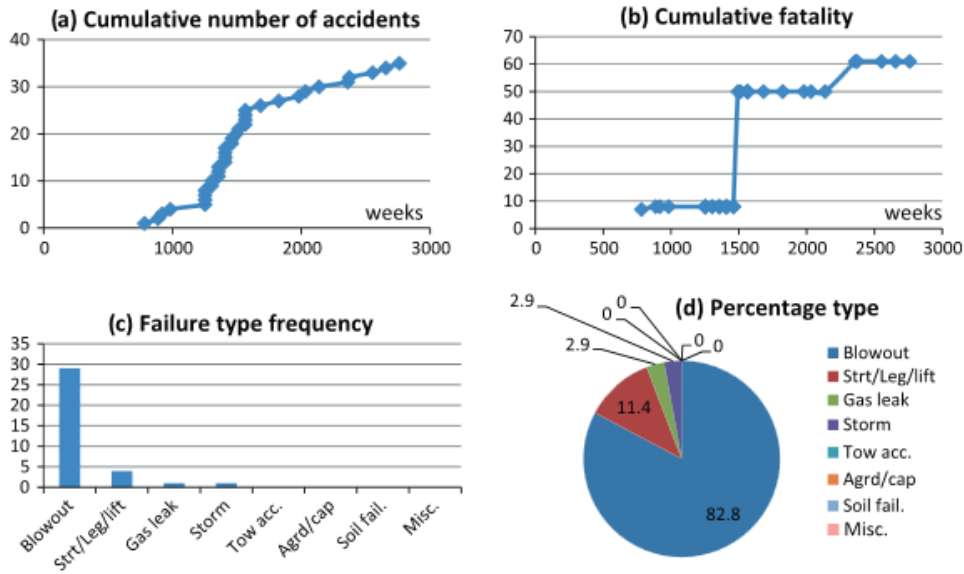 (a) Cumulative number of accidents
40
30
20
10
0
weeks
0 1000 2000 3000
(b) Cumulative fatality
70
60
50
40
30
20
10
0
weeks
0 500 1000 1500 2000 2500 3000
(c) Failure type frequency
35
30
25
20
15
10
5
0
Blowout
Strt/Leg/lift
Gas leak
Storm
Tow acc.
Agrd/cap
Soil fail.
Misc.
(d) Percentage type
2.9
0
0
0
0
2.9
11.4
82.8
Blowout
Strt/Leg/lift
Gas leak
Storm
Tow acc.
Agrd/cap
Soil fail.
Misc.